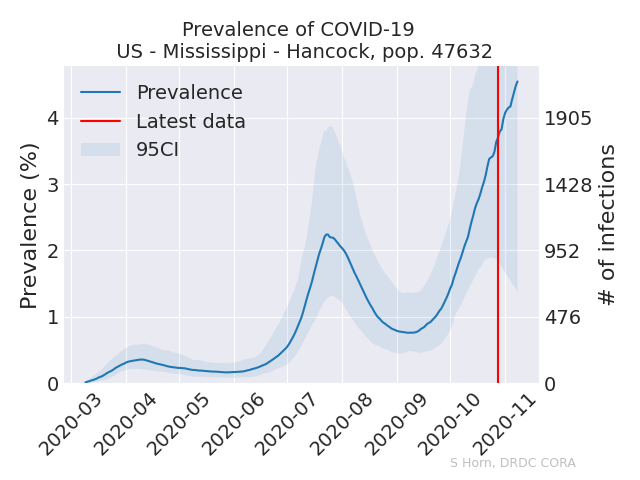 Prevalence of COVID-19
US - Mississippi - Hancock, pop. 47632
Prevalence
Latest data
95CI
Prevalence (%)
4
3
2
1
0
1905
1428
952
476
0
# of infections
2020-03
2020-04
2020-05
2020-06
2020-07
2020-08
2020-09
2020-10
2020-11
S Horn, DRDC CORA